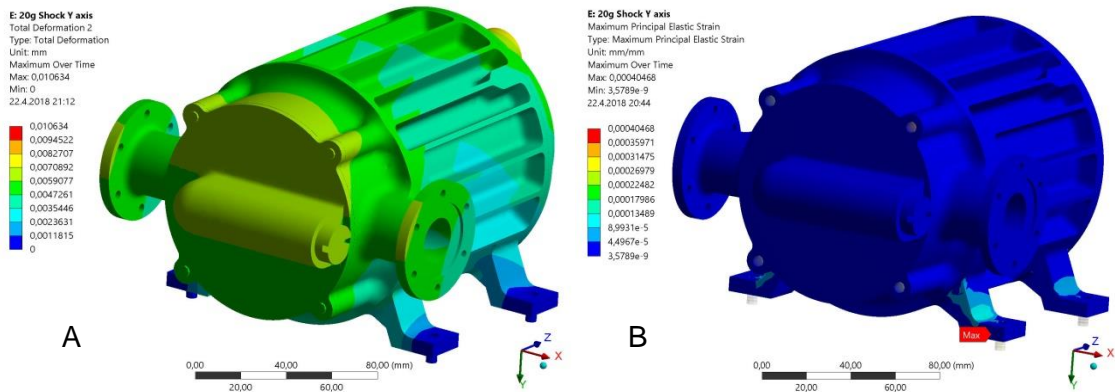 E: 20g Shock Y axis
Total Deformation 2
Type: Total Deformation
Unit: mm
Maximum Over Time
Max: 0,010634
Min: 0
22.4.2018 21:12
0,010634
0,0094522
0,0082707
0,0070892
0,0059077
0,0047261
0,0035446
0,0023631
0,0011815
0
A
0,00 40,00 80,00 (mm)
20,00 60,00
Z
X
Y
E: 20g Shock Y axis
Maximum Principal Elastic Strain
Type: Maximum Principal Elastic Strain
Unit: mm/mm
Maximum Over Time
Max: 0,00040468
Min: 3,5789e-9
22.4.2018 20:44
0,00040468
0,00035971
0,00031475
0,00026979
0,00022482
0,00017986
0,00013489
8,9931e-5
4,4967e-5
3,5789e-9
Max
B
0,00 40,00 80,00 (mm)
20,00 60,00
Z
X
Y